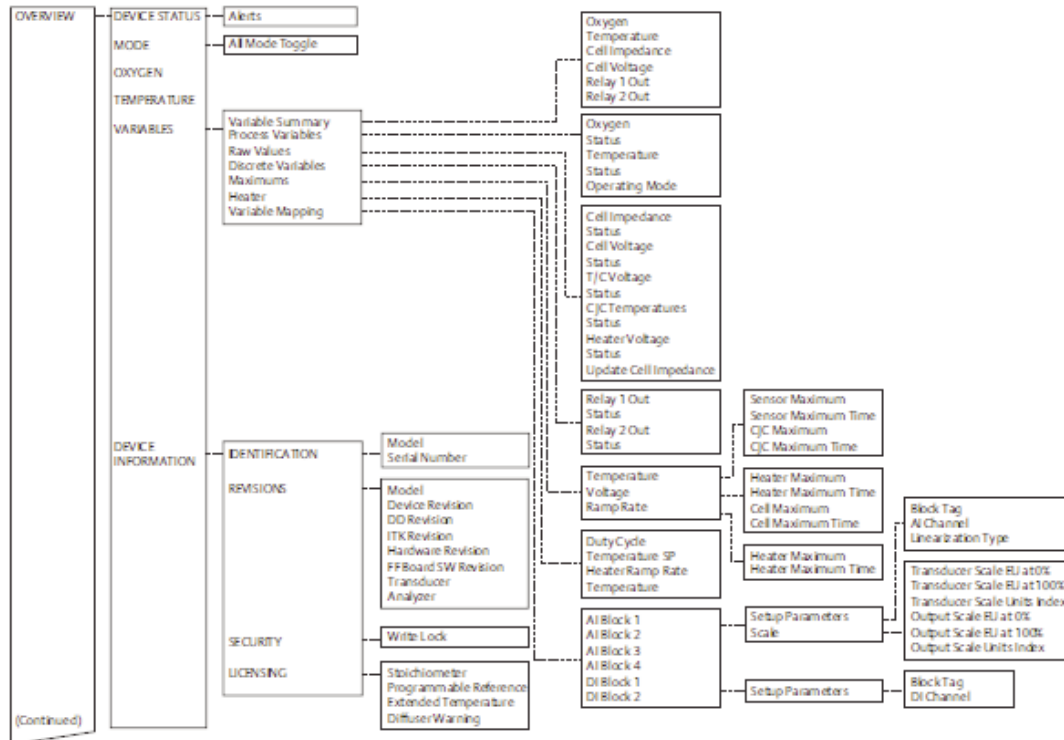 OVERVIEW
DEVICE STATUS
Alerts
MODE
All Mode Toggle
OXYGEN
TEMPERATURE
VARIABLES
Variable Summary
Process Variables
Raw Values
Discrete Variables
Maximums
Heater
Variable Mapping
Oxygen
Temperature
Cell Impedance
Cell Voltage
Relay 1 Out
Relay 2 Out
Oxygen
Status
Temperature
Status
Operating Mode
Cell Impedance
Status
Cell Voltage
Status
T/C Voltage
Status
CJC Temperatures
Status
Heater Voltage
Status
Update Cell Impedance
Relay 1 Out
Status
Relay 2 Out
Status
Temperature
Voltage
Ramp Rate
Sensor Maximum
Sensor Maximum Time
CJC Maximum
CJC Maximum Time
Heater Maximum
Heater Maximum Time
Cell Maximum
Cell Maximum Time
Heater Maximum
Heater Maximum Time
Duty Cycle
Temperature SP
Heater Ramp Rate
Temperature
AI Block 1
AI Block 2
AI Block 3
AI Block 4
DI Block 1
DI Block 2
Setup Parameters
Scale
Block Tag
AI Channel
Linearization Type
Transducer Scale EU at 0%
Transducer Scale EU at 100%
Transducer Scale Units Index
Output Scale EU at 0%
Output Scale EU at 100%
Output Scale Units Index
Setup Parameters
Block Tag
DI Channel
DEVICE
INFORMATION
IDENTIFICATION
Model
Serial Number
REVISIONS
Model
Device Revision
DD Revision
ITK Revision
Hardware Revision
FF Board SW Revision
Transducer
Analyzer
SECURITY
Write Lock
LICENSING
Stoichiometer
Programmable Reference
Extended Temperature
Diffuser Warning
(Continued)